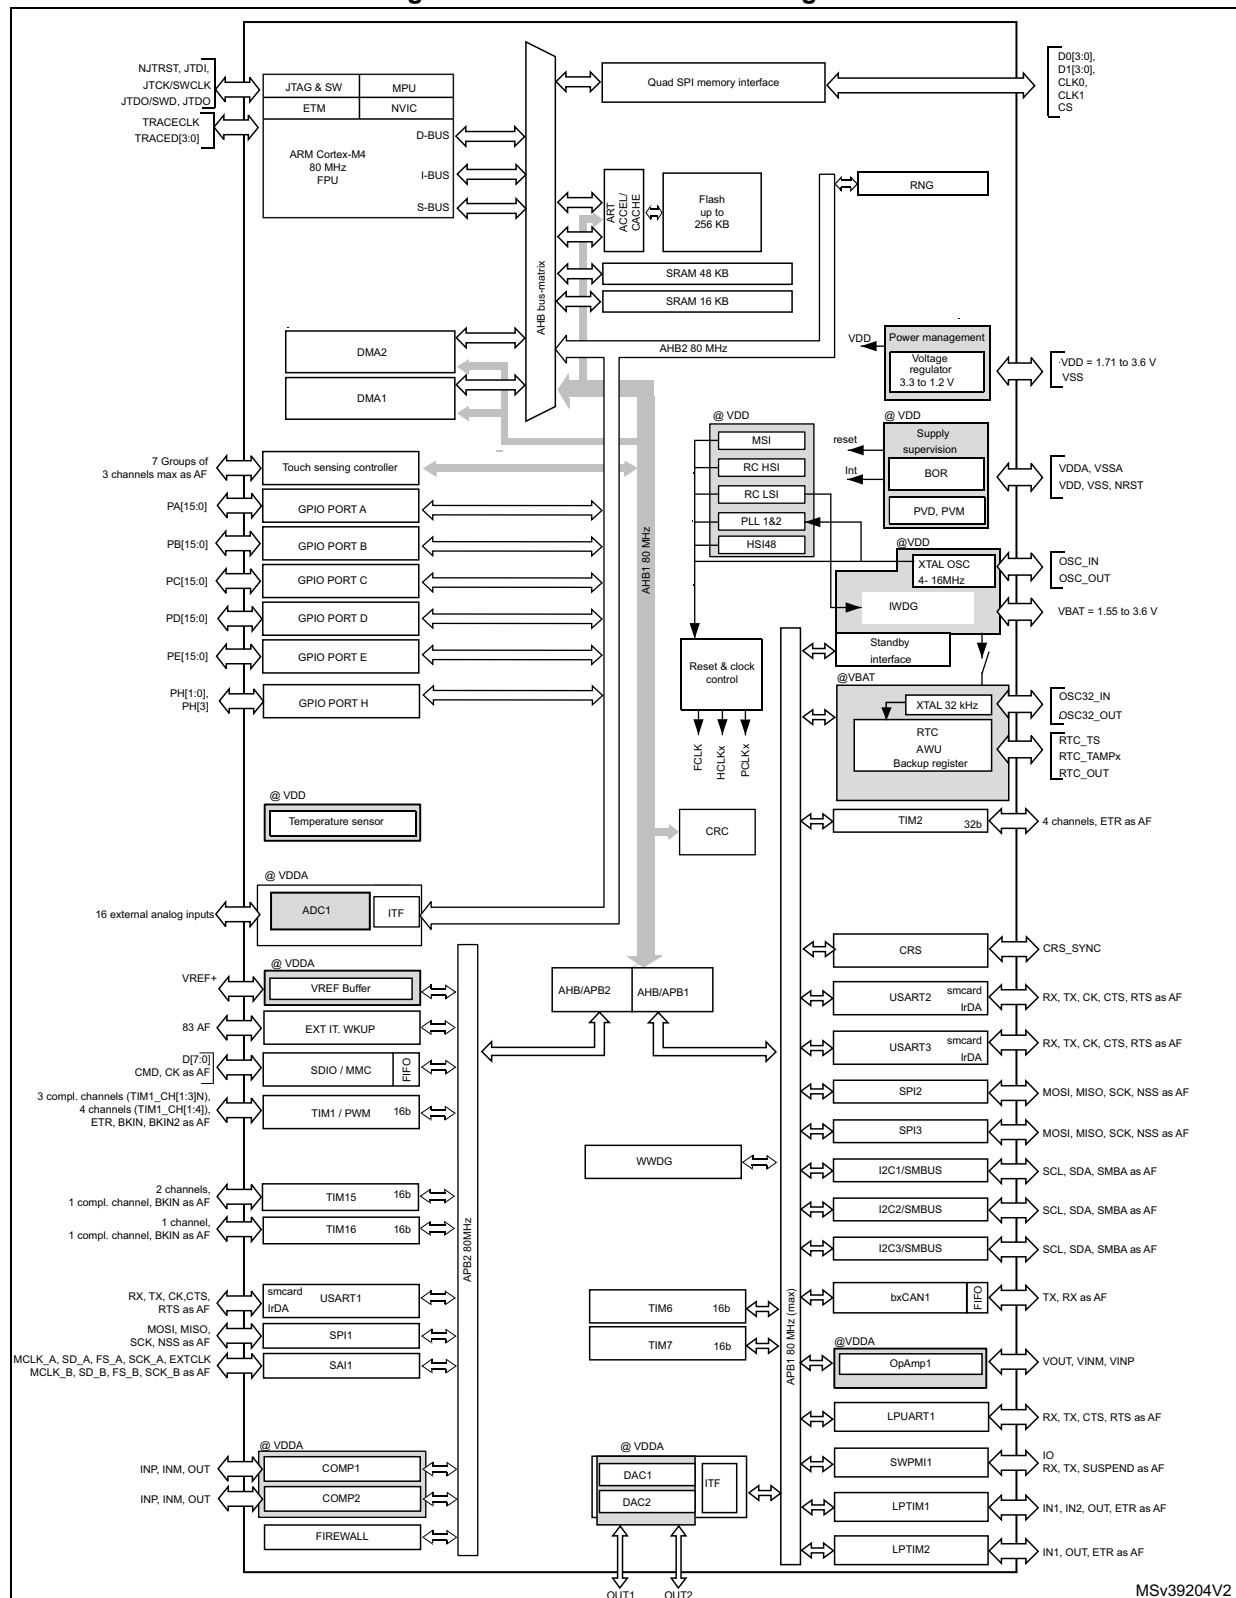 NJTRST, JTDI,
JTCK/SWCLK
JTDO/SWD, JTDO
TRACECLK
TRACED[3:0]
JTAG & SW
MPU
ETM
NVIC
ARM Cortex-M4
80 MHz
FPU
D-BUS
I-BUS
S-BUS
AHB bus-matrix
Quad SPI memory interface
D0[3:0],
D1[3:0],
CLK0,
CLK1
CS
ART
ACCEL/
CACHE
Flash
up to
256 KB
RNG
SRAM 48 KB
SRAM 16 KB
AHB2 80 MHz
DMA2
DMA1
VDD
Power management
Voltage
regulator
3.3 to 1.2 V
VDD = 1.71 to 3.6 V
VSS
@ VDD
MSI
RC HSI
RC LSI
PLL 1&2
HSI48
@ VDD
reset
Int
Supply
supervision
BOR
PVD, PVM
VDDA, VSSA
VDD, VSS, NRST
7 Groups of
3 channels max as AF
Touch sensing controller
PA[15:0]
GPIO PORT A
PB[15:0]
GPIO PORT B
PC[15:0]
GPIO PORT C
PD[15:0]
GPIO PORT D
PE[15:0]
GPIO PORT E
PH[1:0],
PH[3]
GPIO PORT H
AHB1 80 MHz
@VDD
XTAL OSC
4- 16MHz
IWDG
OSC_IN
OSC_OUT
VBAT = 1.55 to 3.6 V
Standby
interface
Reset & clock
control
FCLK
HCLKx
PCLKx
@VBAT
XTAL 32 kHz
RTC
AWU
Backup register
OSC32_IN
OSC32_OUT
RTC_TS
RTC_TAMPx
RTC_OUT
@ VDD
Temperature sensor
CRC
TIM2
32b
4 channels, ETR as AF
@ VDDA
16 external analog inputs
ADC1
ITF
CRS
CRS_SYNC
@ VDDA
VREF+
VREF Buffer
AHB/APB2
AHB/APB1
USART2
smcard
IrDA
RX, TX, CK, CTS, RTS as AF
83 AF
EXT IT. WKUP
USART3
smcard
IrDA
RX, TX, CK, CTS, RTS as AF
D[7:0]
CMD, CK as AF
SDIO / MMC
FIFO
3 compl. channels (TIM1_CH[1:3]N),
4 channels (TIM1_CH[1:4]),
ETR, BKIN, BKIN2 as AF
TIM1 / PWM
16b
SPI2
MOSI, MISO, SCK, NSS as AF
SPI3
MOSI, MISO, SCK, NSS as AF
WWDG
I2C1/SMBUS
SCL, SDA, SMBA as AF
2 channels,
1 compl. channel, BKIN as AF
TIM15
16b
I2C2/SMBUS
SCL, SDA, SMBA as AF
1 channel,
1 compl. channel, BKIN as AF
TIM16
16b
I2C3/SMBUS
SCL, SDA, SMBA as AF
APB2 80MHz
APB1 80 MHz (max)
RX, TX, CK,CTS,
RTS as AF
smcard
IrDA
USART1
TIM6
16b
bxCAN1
FIFO
TX, RX as AF
MOSI, MISO,
SCK, NSS as AF
SPI1
TIM7
16b
@VDDA
OpAmp1
VOUT, VINM, VINP
MCLK_A, SD_A, FS_A, SCK_A, EXTCLK
MCLK_B, SD_B, FS_B, SCK_B as AF
SAI1
LPUART1
RX, TX, CTS, RTS as AF
@ VDDA
INP, INM, OUT
COMP1
INP, INM, OUT
COMP2
FIREWALL
@ VDDA
DAC1
DAC2
ITF
OUT1
OUT2
SWPMI1
IO
RX, TX, SUSPEND as AF
LPTIM1
IN1, IN2, OUT, ETR as AF
LPTIM2
IN1, OUT, ETR as AF
MSv39204V2